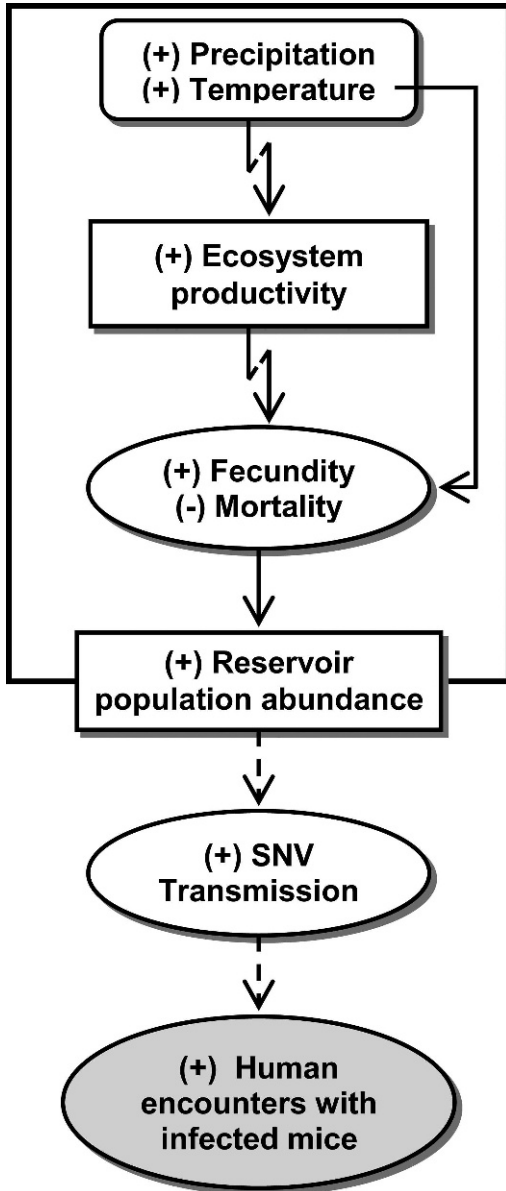 (+) Precipitation
(+) Temperature
(+) Ecosystem
productivity
(+) Fecundity
(-) Mortality
(+) Reservoir
population abundance
(+) SNV
Transmission
(+) Human
encounters with
infected mice